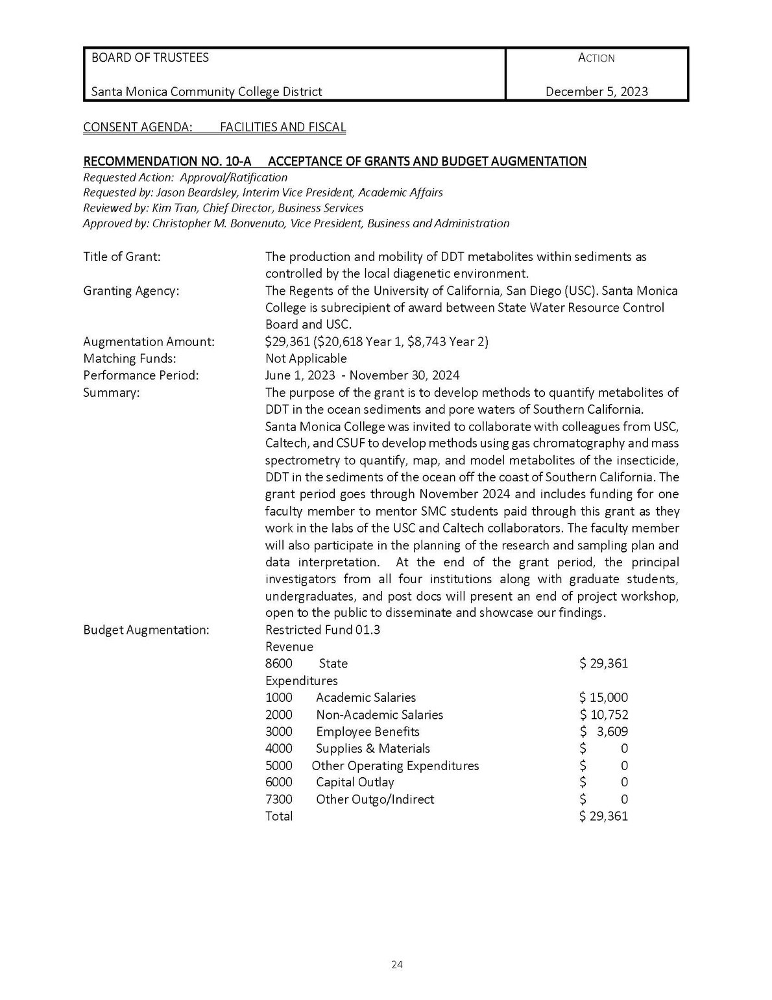 BOARD OF TRUSTEES
ACTION
Santa Monica Community College District
December 5, 2023
CONSENT AGENDA: FACILITIES AND FISCAL
RECOMMENDATION NO. 10-A ACCEPTANCE OF GRANTS AND BUDGET AUGMENTATION
Requested Action: Approval/Ratification
Requested by: Jason Beardsley, Interim Vice President, Academic Affairs
Reviewed by: Kim Tran, Chief Director, Business Services
Approved by: Christopher M. Bonvenuto, Vice President, Business and Administration
Title of Grant: The production and mobility of DDT metabolites within sediments as
controlled by the local diagenetic environment.
Granting Agency: The Regents of the University of California, San Diego (USC). Santa Monica
College is subrecipient of award between State Water Resource Control
Board and USC.
Augmentation Amount: $29,361 ($20,618 Year 1, $8,743 Year 2)
Matching Funds: Not Applicable
Performance Period: June 1, 2023 - November 30, 2024
Summary: The purpose of the grant is to develop methods to quantify metabolites of
DDT in the ocean sediments and pore waters of Southern California.
Santa Monica College was invited to collaborate with colleagues from USC,
Caltech, and CSUF to develop methods using gas chromatography and mass
spectrometry to quantify, map, and model metabolites of the insecticide,
DDT in the sediments of the ocean off the coast of Southern California. The
grant period goes through November 2024 and includes funding for one
faculty member to mentor SMC students paid through this grant as they
work in the labs of the USC and Caltech collaborators. The faculty member
will also participate in the planning of the research and sampling plan and
data interpretation. At the end of the grant period, the principal
investigators from all four institutions along with graduate students,
undergraduates, and post docs will present an end of project workshop,
open to the public to disseminate and showcase our findings.
Budget Augmentation: Restricted Fund 01.3
Revenue
8600 State $ 29,361
Expenditures
1000 Academic Salaries $ 15,000
2000 Non-Academic Salaries $ 10,752
3000 Employee Benefits $ 3,609
4000 Supplies & Materials $ 0
5000 Other Operating Expenditures $ 0
6000 Capital Outlay $ 0
7300 Other Outgo/Indirect $ 0
Total $ 29,361
24